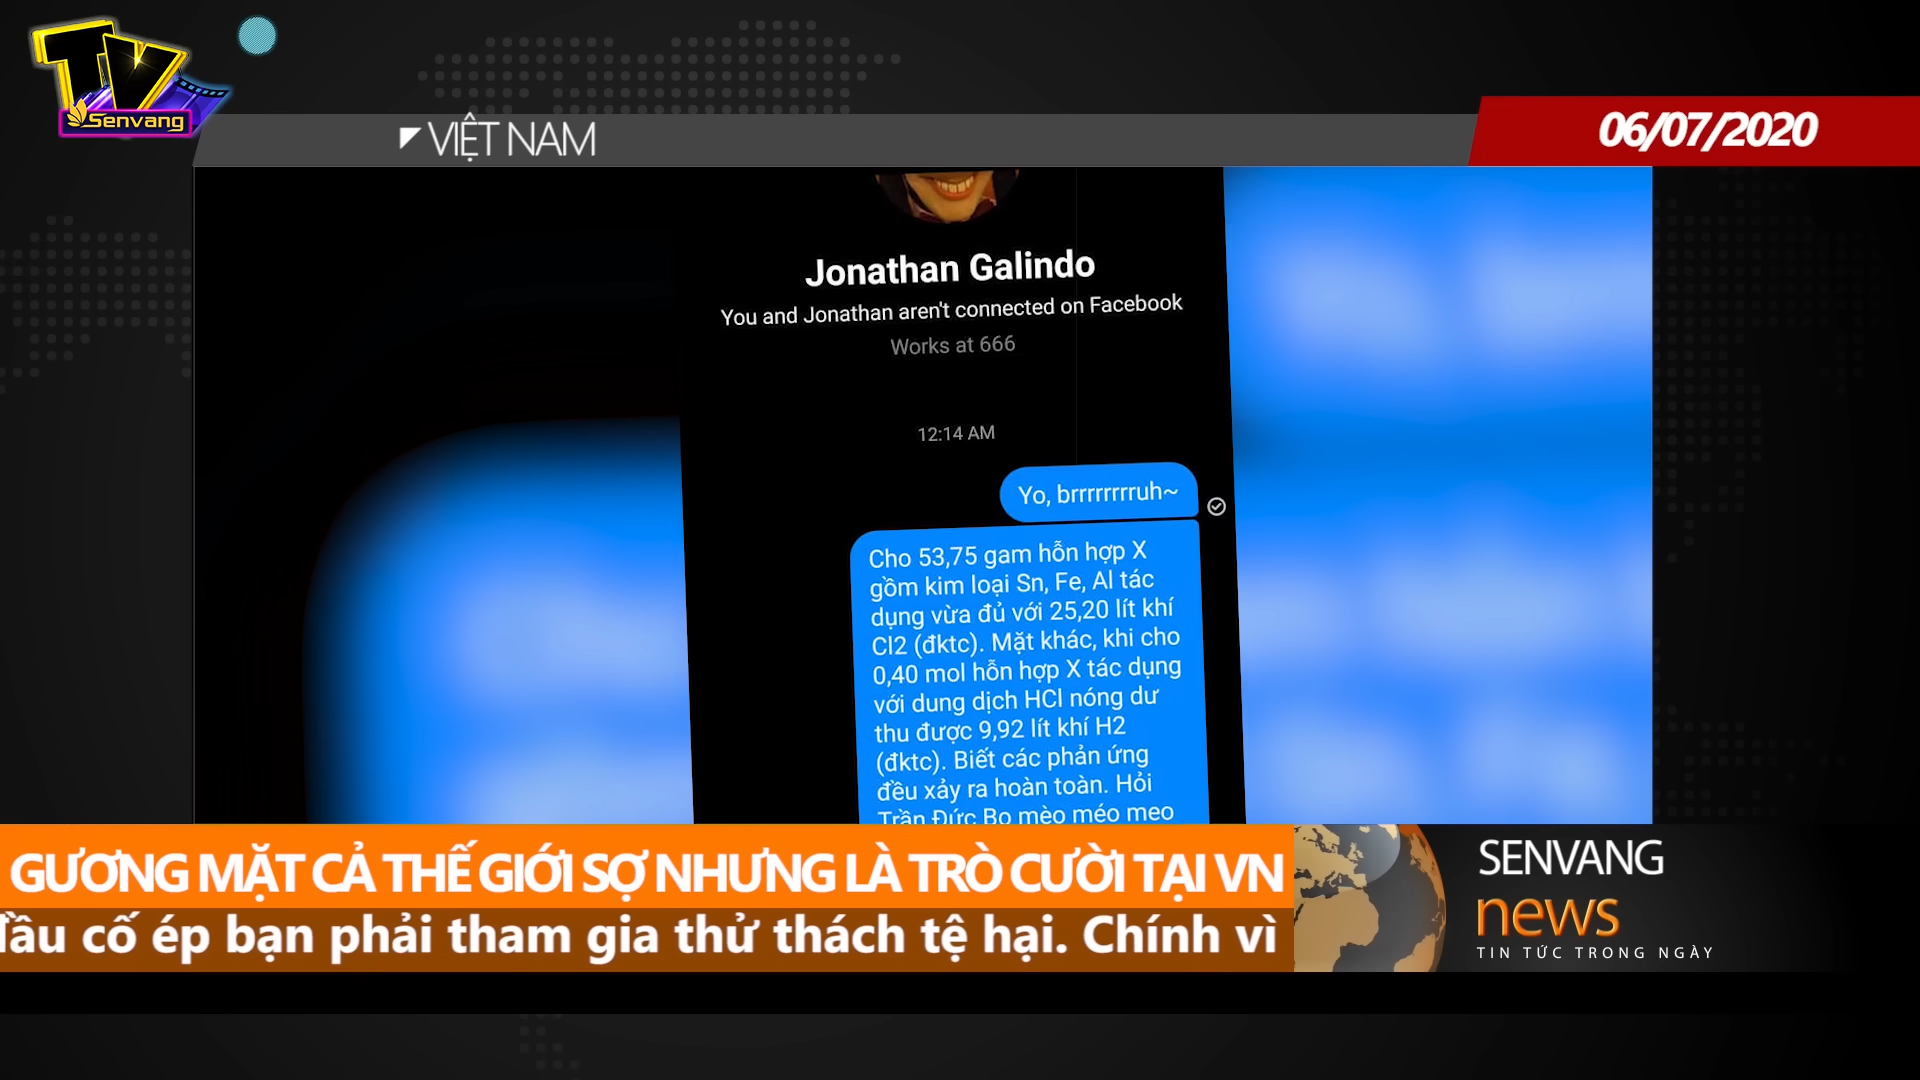 TV
Senvang
VIỆT NAM
06/07/2020
Jonathan Galindo
You and Jonathan aren't connected on Facebook
Works at 666
12:14 AM
Yo, brrrrrrrruh~
Cho 53,75 gam hỗn hợp X
gồm kim loại Sn, Fe, Al tác
dụng vừa đủ với 25,20 lít khí
Cl2 (đktc). Mặt khác, khi cho
0,40 mol hỗn hợp X tác dụng
với dung dịch HCl nóng dư
thu được 9,92 lít khí H2
(đktc). Biết các phản ứng
đều xảy ra hoàn toàn. Hỏi
Trần Đức Bo mèo méo meo
GƯƠNG MẶT CẢ THẾ GIỚI SỢ NHƯNG LÀ TRÒ CƯỜI TẠI VN
đầu cố ép bạn phải tham gia thử thách tệ hại. Chính vì
SENVANG
news
TIN TỨC TRONG NGÀY